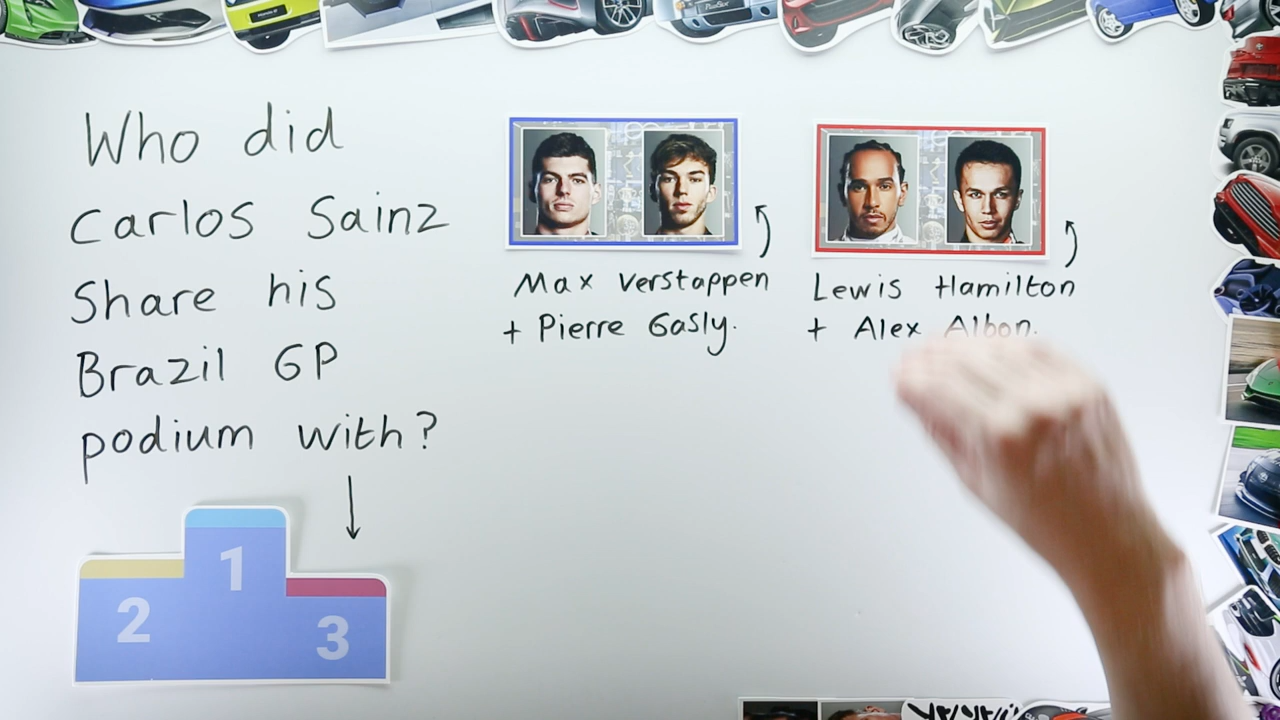 Who did
Carlos Sainz
Share his
Brazil GP
podium with?
1
2
3
Max Verstappen
+ Pierre Gasly.
Lewis Hamilton
+ Alex Albon.